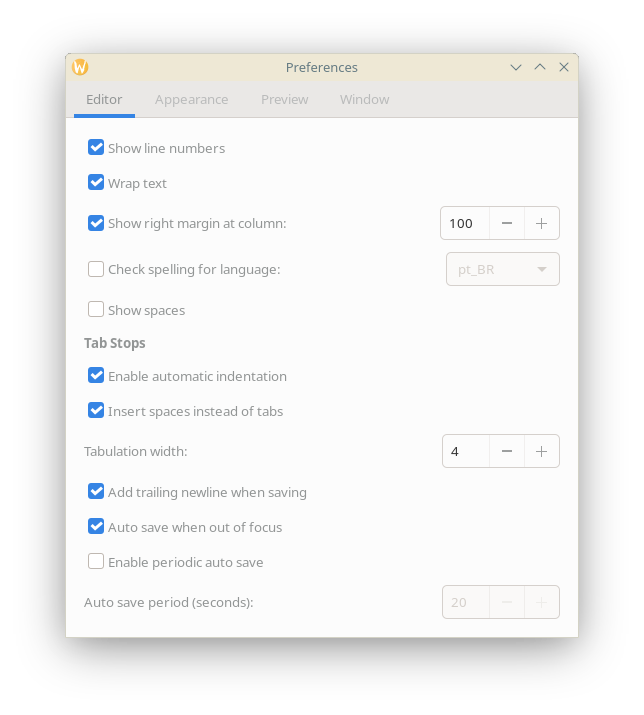 W Preferences
Editor Appearance Preview Window
Show line numbers
Wrap text
Show right margin at column: 100
Check spelling for language: pt_BR
Show spaces
Tab Stops
Enable automatic indentation
Insert spaces instead of tabs
Tabulation width: 4
Add trailing newline when saving
Auto save when out of focus
Enable periodic auto save
Auto save period (seconds): 20